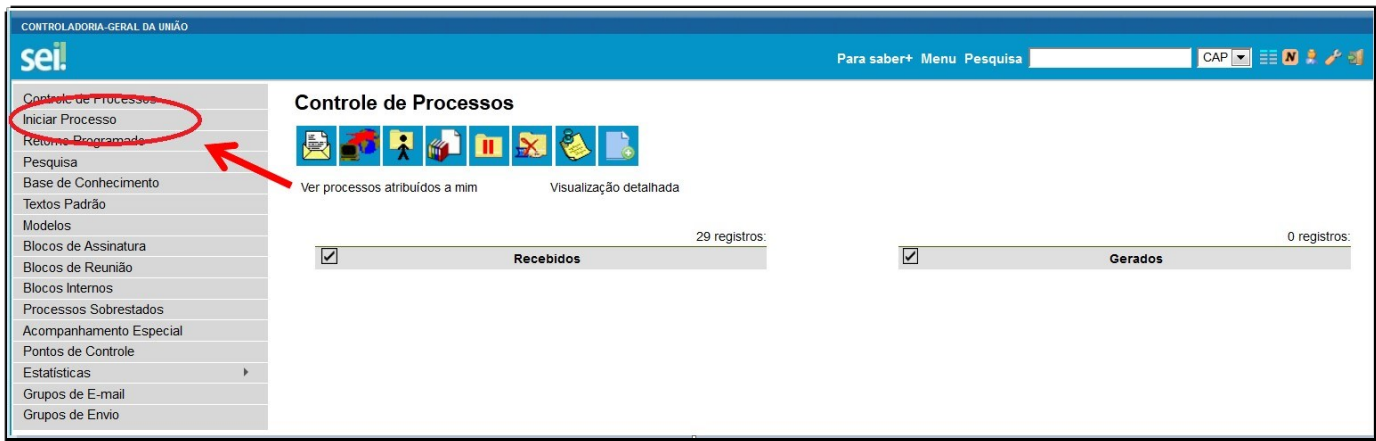 CONTROLADORIA-GERAL DA UNIÃO
sei!
Para saber+ Menu Pesquisa CAP N
Controle de Processos
Iniciar Processo
Retorno Programado
Pesquisa
Base de Conhecimento
Textos Padrão
Modelos
Blocos de Assinatura
Blocos de Reunião
Blocos Internos
Processos Sobrestados
Acompanhamento Especial
Pontos de Controle
Estatísticas
Grupos de E-mail
Grupos de Envio
Controle de Processos
Ver processos atribuídos a mim Visualização detalhada
29 registros:
Recebidos
0 registros:
Gerados